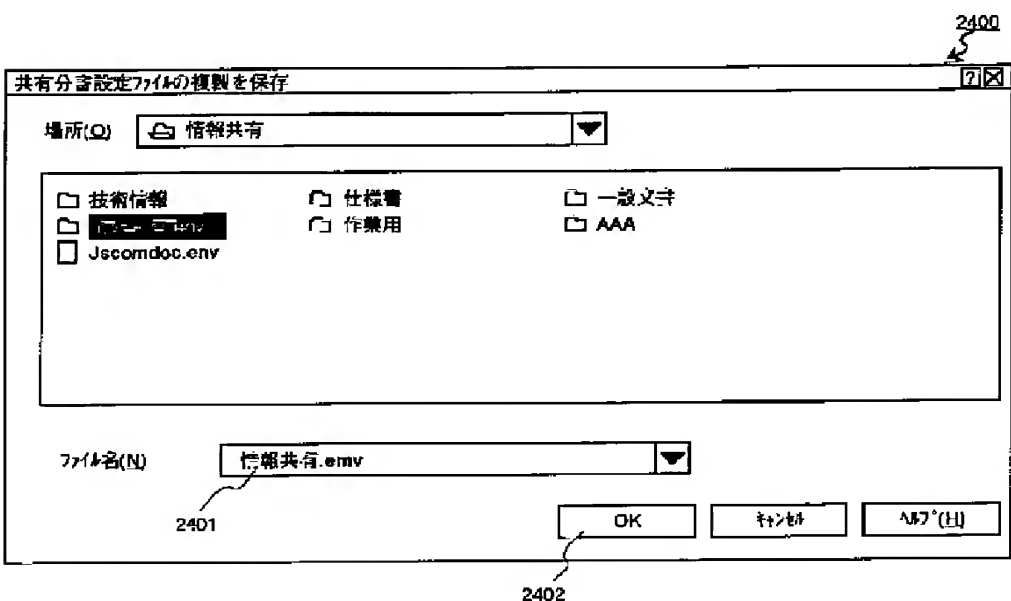 2400
共有分書設定ファイルの複製を保存
場所(O) 情報共有
技術情報 仕様書 一般文書
作業用 AAA
Jscomdoc.env
ファイル名(N) 情報共有.emv
2401
OK キャンセル ヘルプ(H)
2402